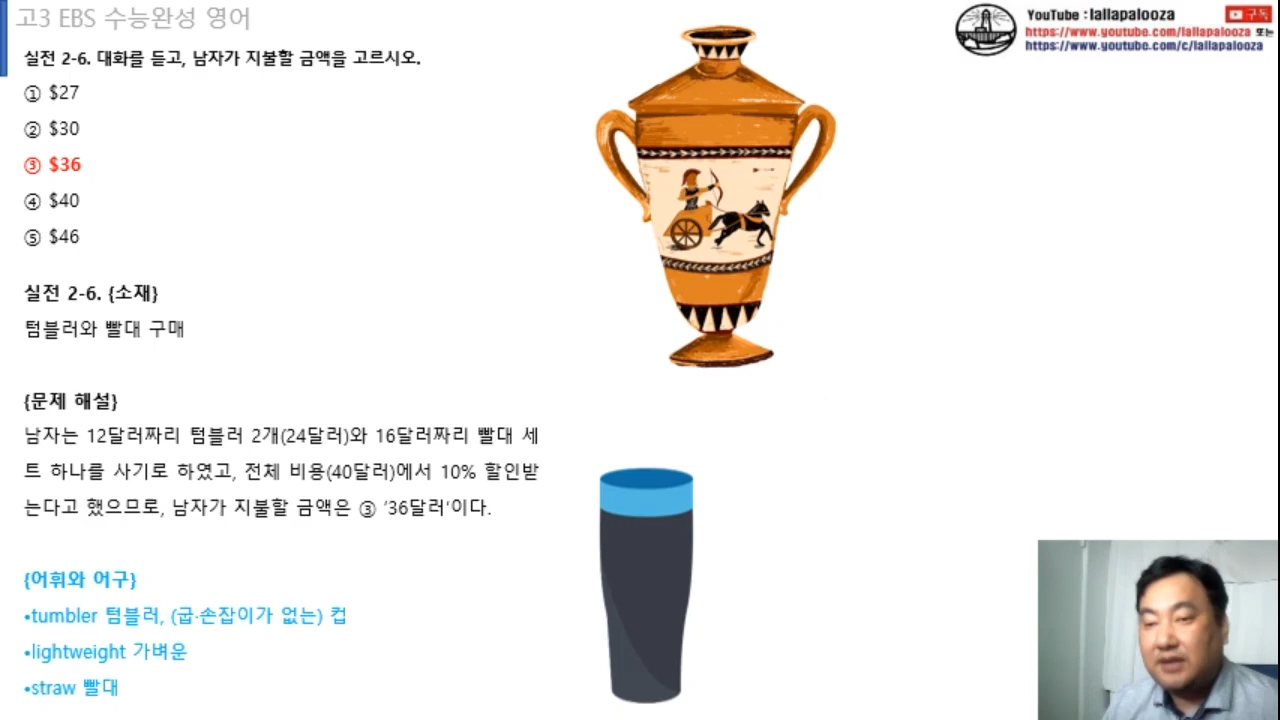 고3 EBS 수능완성 영어
YouTube : lallapalooza
구독
https://www.youtube.com/lallapalooza 또는
https://www.youtube.com/c/lallapalooza
실전 2-6. 대화를 듣고, 남자가 지불할 금액을 고르시오.
① $27
② $30
③ $36
④ $40
⑤ $46
실전 2-6. {소재}
텀블러와 빨대 구매
{문제 해설}
남자는 12달러짜리 텀블러 2개(24달러)와 16달러짜리 빨대 세
트 하나를 사기로 하였고, 전체 비용(40달러)에서 10% 할인받
는다고 했으므로, 남자가 지불할 금액은 ③ ‘36달러’이다.
{어휘와 어구}
•tumbler 텀블러, (굽·손잡이가 없는) 컵
•lightweight 가벼운
•straw 빨대